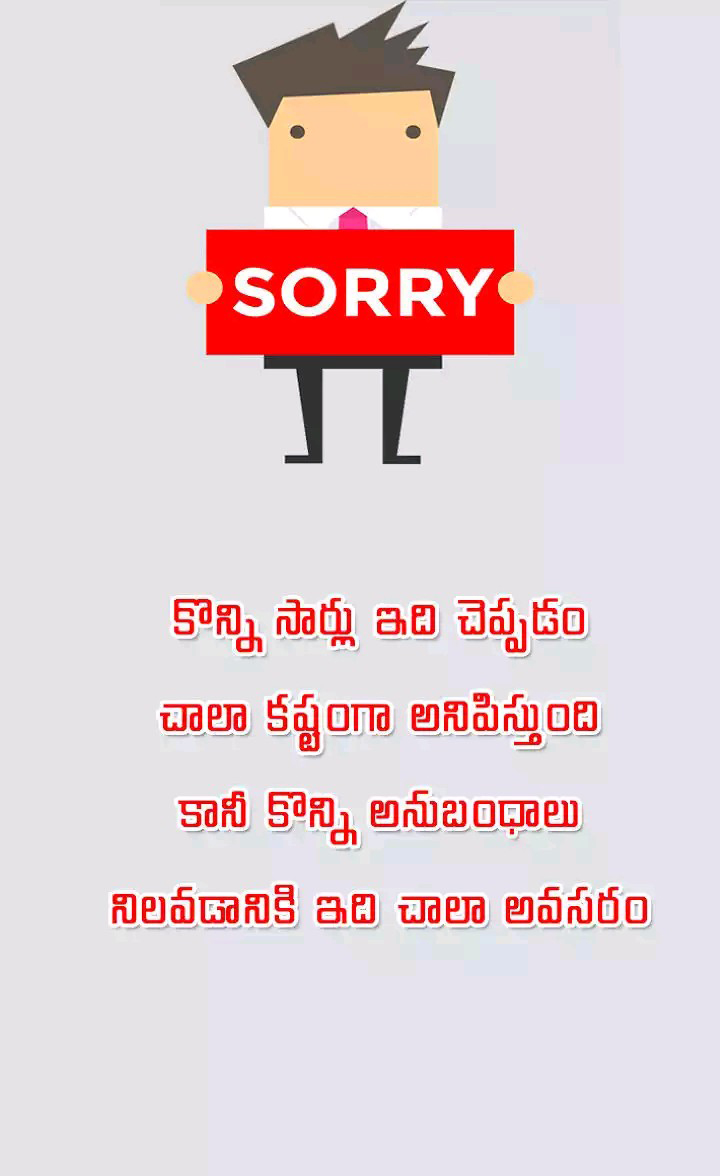 SORRY
కొన్ని సార్లు ఇది చెప్పడం
చాలా కష్టంగా అనిపిస్తుంది
కానీ కొన్ని అనుబంధాలు
నిలవడానికి ఇది చాలా అవసరం